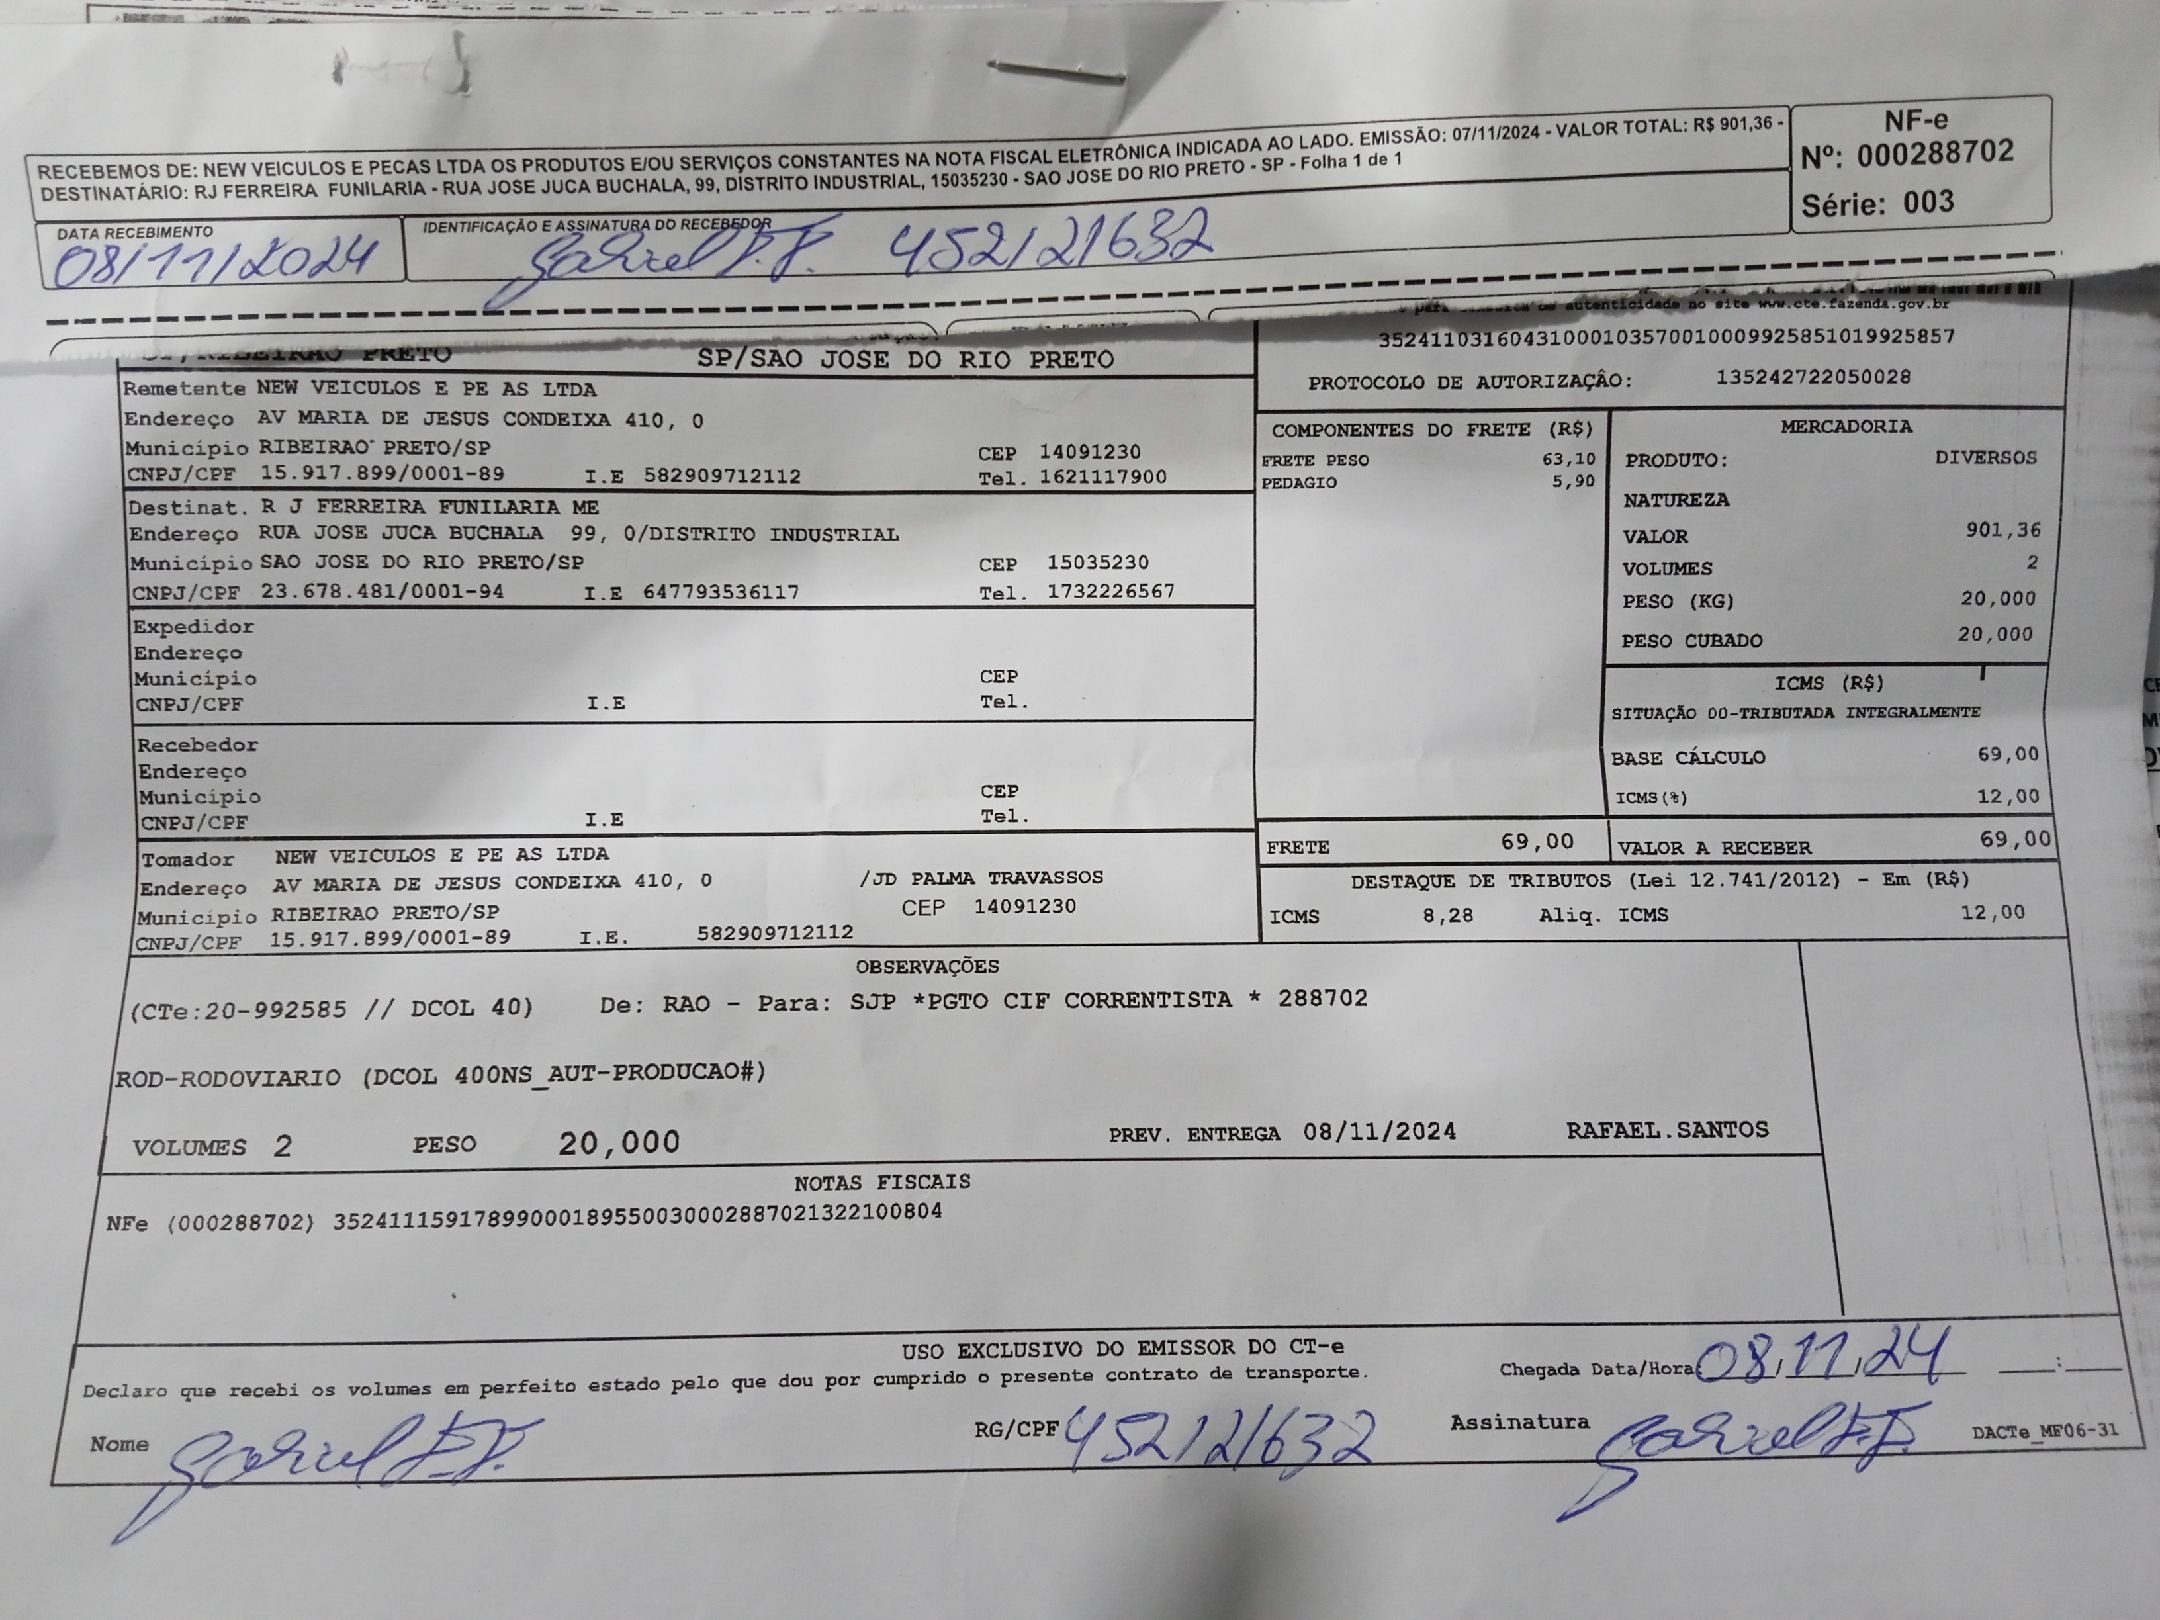 RECEBEMOS DE: NEW VEICULOS E PECAS LTDA OS PRODUTOS E/OU SERVIÇOS CONSTANTES NA NOTA FISCAL ELETRÔNICA INDICADA AO LADO. EMISSÃO: 07/11/2024 - VALOR TOTAL: R$ 901,36 -
DESTINATÁRIO: RJ FERREIRA FUNILARIA - RUA JOSE JUCA BUCHALA, 99, DISTRITO INDUSTRIAL, 15035230 - SAO JOSE DO RIO PRETO - SP - Folha 1 de 1
NF-e
Nº: 000288702
Série: 003
DATA RECEBIMENTO
08/11/2024
IDENTIFICAÇÃO E ASSINATURA DO RECEBEDOR
Gabriel F.F. 452121632
autenticidade no site www.cte.fazenda.gov.br
35241103160431000103570010009925851019925857
PROTOCOLO DE AUTORIZAÇÂO: 135242722050028
SP/RIBEIRAO PRETO SP/SAO JOSE DO RIO PRETO
Remetente NEW VEICULOS E PE AS LTDA
Endereço AV MARIA DE JESUS CONDEIXA 410, 0
Município RIBEIRAO PRETO/SP CEP 14091230
CNPJ/CPF 15.917.899/0001-89 I.E 582909712112 Tel. 1621117900
Destinat. R J FERREIRA FUNILARIA ME
Endereço RUA JOSE JUCA BUCHALA 99, 0/DISTRITO INDUSTRIAL
Município SAO JOSE DO RIO PRETO/SP CEP 15035230
CNPJ/CPF 23.678.481/0001-94 I.E 647793536117 Tel. 1732226567
Expedidor
Endereço
Município CEP
CNPJ/CPF I.E Tel.
Recebedor
Endereço
Município CEP
CNPJ/CPF I.E Tel.
Tomador NEW VEICULOS E PE AS LTDA
Endereço AV MARIA DE JESUS CONDEIXA 410, 0 /JD PALMA TRAVASSOS
Município RIBEIRAO PRETO/SP CEP 14091230
CNPJ/CPF 15.917.899/0001-89 I.E. 582909712112
COMPONENTES DO FRETE (R$)
FRETE PESO 63,10
PEDAGIO 5,90
MERCADORIA
PRODUTO: DIVERSOS
NATUREZA
VALOR 901,36
VOLUMES 2
PESO (KG) 20,000
PESO CUBADO 20,000
ICMS (R$)
SITUAÇÃO 00-TRIBUTADA INTEGRALMENTE
BASE CÁLCULO 69,00
ICMS(%) 12,00
FRETE 69,00 VALOR A RECEBER 69,00
DESTAQUE DE TRIBUTOS (Lei 12.741/2012) - Em (R$)
ICMS 8,28 Aliq. ICMS 12,00
OBSERVAÇÕES
(CTe:20-992585 // DCOL 40) De: RAO - Para: SJP *PGTO CIF CORRENTISTA * 288702
ROD-RODOVIARIO (DCOL 400NS_AUT-PRODUCAO#)
VOLUMES 2 PESO 20,000 PREV. ENTREGA 08/11/2024 RAFAEL.SANTOS
NOTAS FISCAIS
NFe (000288702) 35241115917899000189550030002887021322100804
USO EXCLUSIVO DO EMISSOR DO CT-e
Declaro que recebi os volumes em perfeito estado pelo que dou por cumprido o presente contrato de transporte.
Chegada Data/Hora 08/11/24 __:__
Nome Gabriel F.F. RG/CPF 452121632 Assinatura Gabriel F.F. DACTe_MF06-31